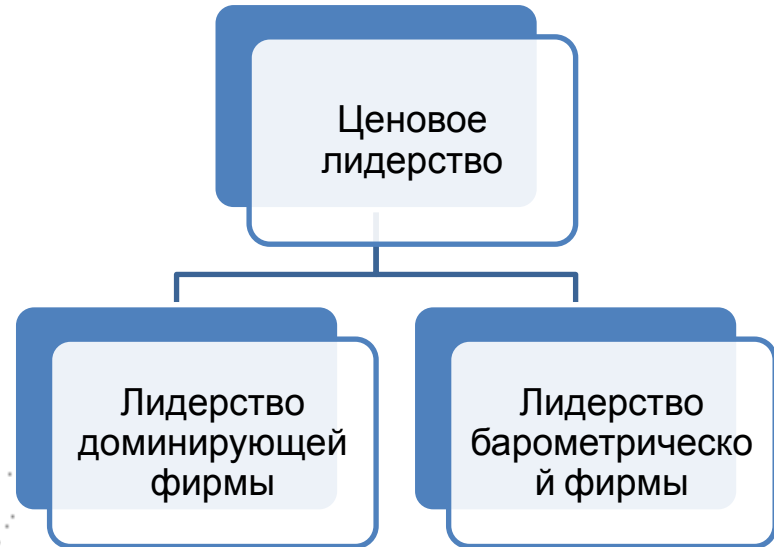 Ценовое
лидерство
Лидерство
доминирующей
фирмы
Лидерство
барометрическо
й фирмы